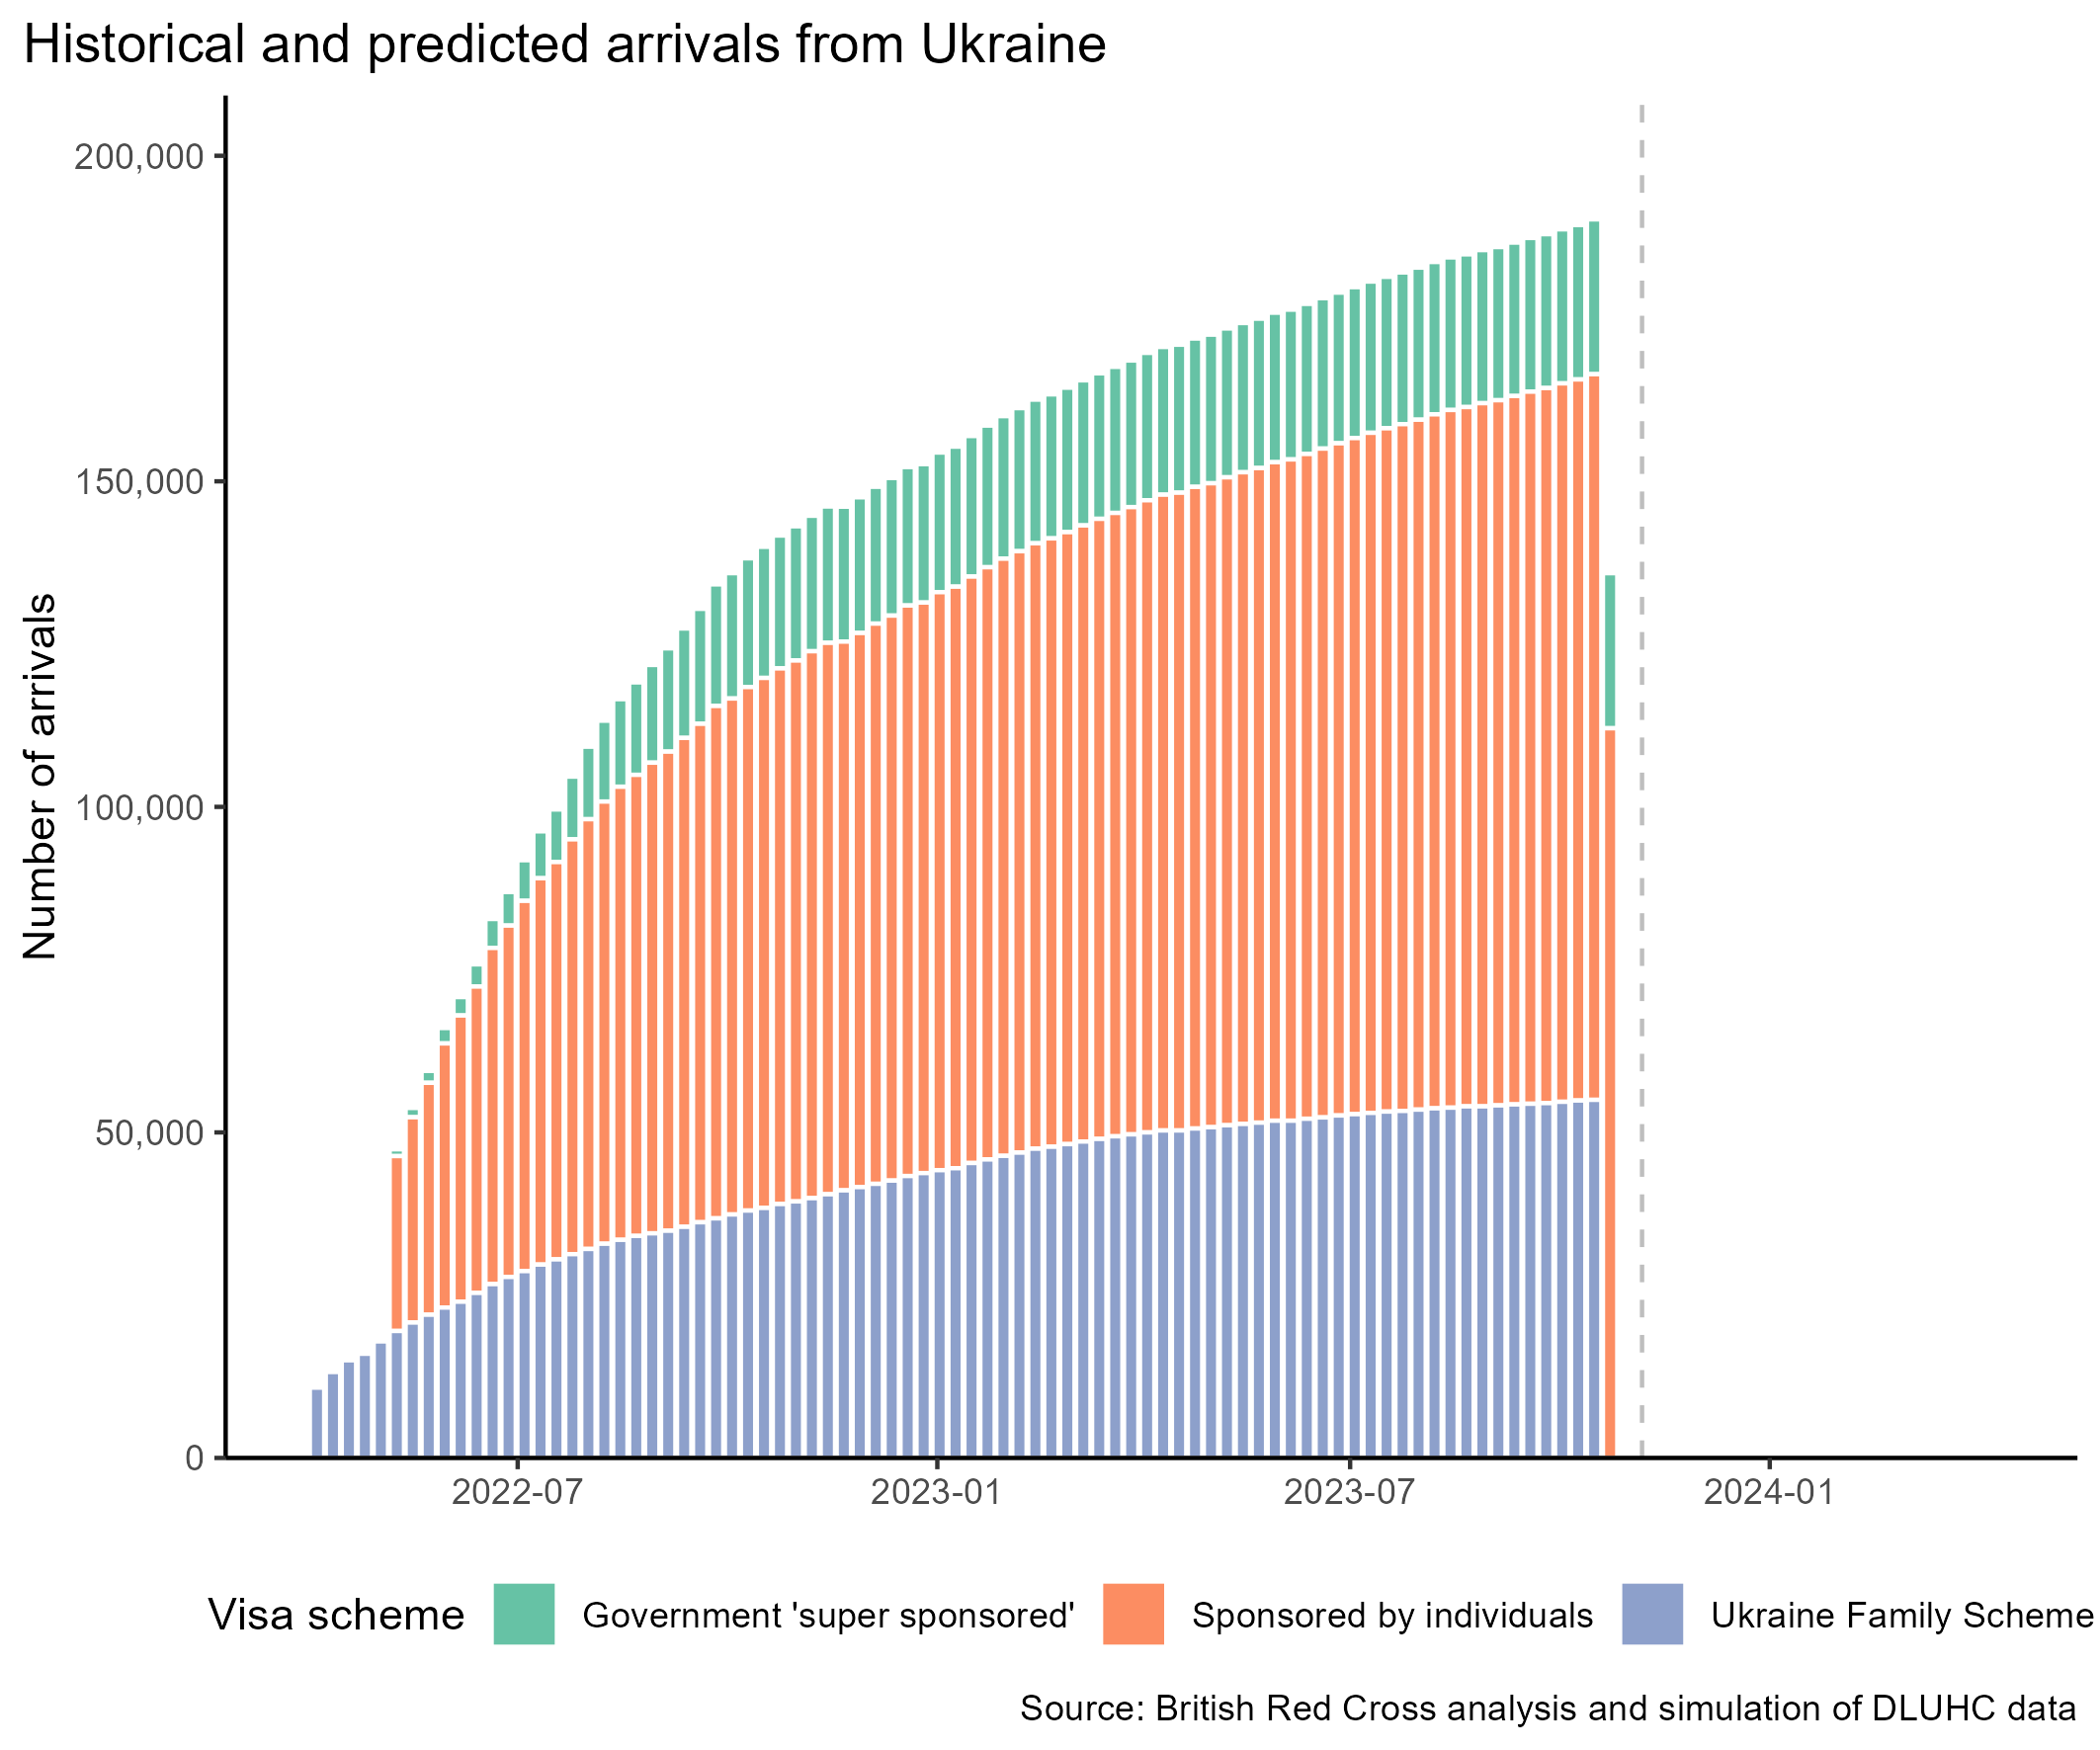 Historical and predicted arrivals from Ukraine
Number of arrivals
200,000
150,000
100,000
50,000
0
2022-07 2023-01 2023-07 2024-01
Visa scheme Government 'super sponsored' Sponsored by individuals Ukraine Family Scheme
Source: British Red Cross analysis and simulation of DLUHC data